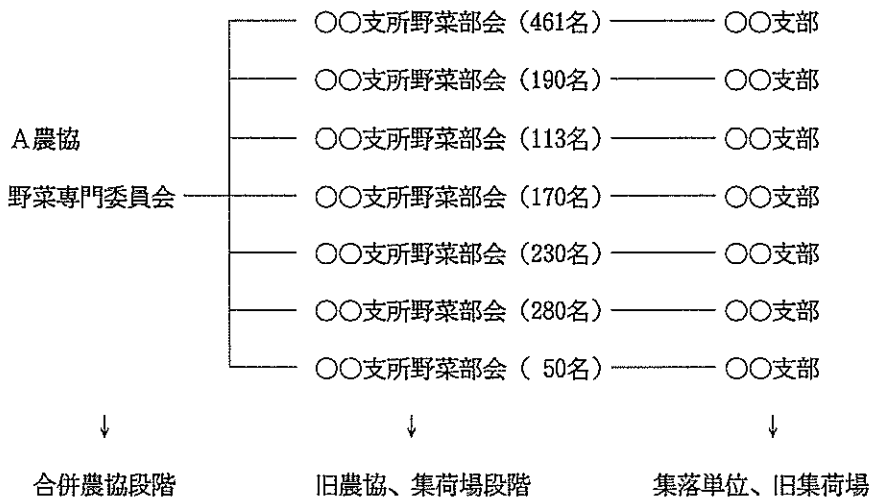 ○○支所野菜部会（461名） ○○支部
○○支所野菜部会（190名） ○○支部
A農協 ○○支所野菜部会（113名） ○○支部
野菜専門委員会 ○○支所野菜部会（170名） ○○支部
○○支所野菜部会（230名） ○○支部
○○支所野菜部会（280名） ○○支部
○○支所野菜部会（ 50名） ○○支部
↓ ↓ ↓
合併農協段階 旧農協、集荷場段階 集落単位、旧集荷場